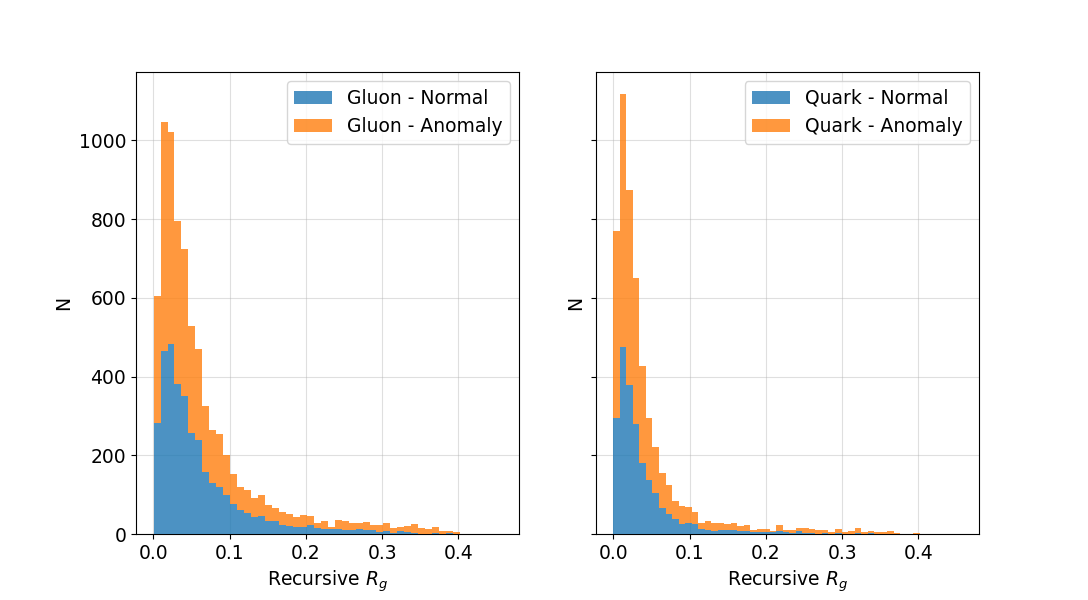 Gluon - Normal
Gluon - Anomaly
N
1000
800
600
400
200
0
0.0 0.1 0.2 0.3 0.4
Recursive $R_g$
Quark - Normal
Quark - Anomaly
N
0.0 0.1 0.2 0.3 0.4
Recursive $R_g$